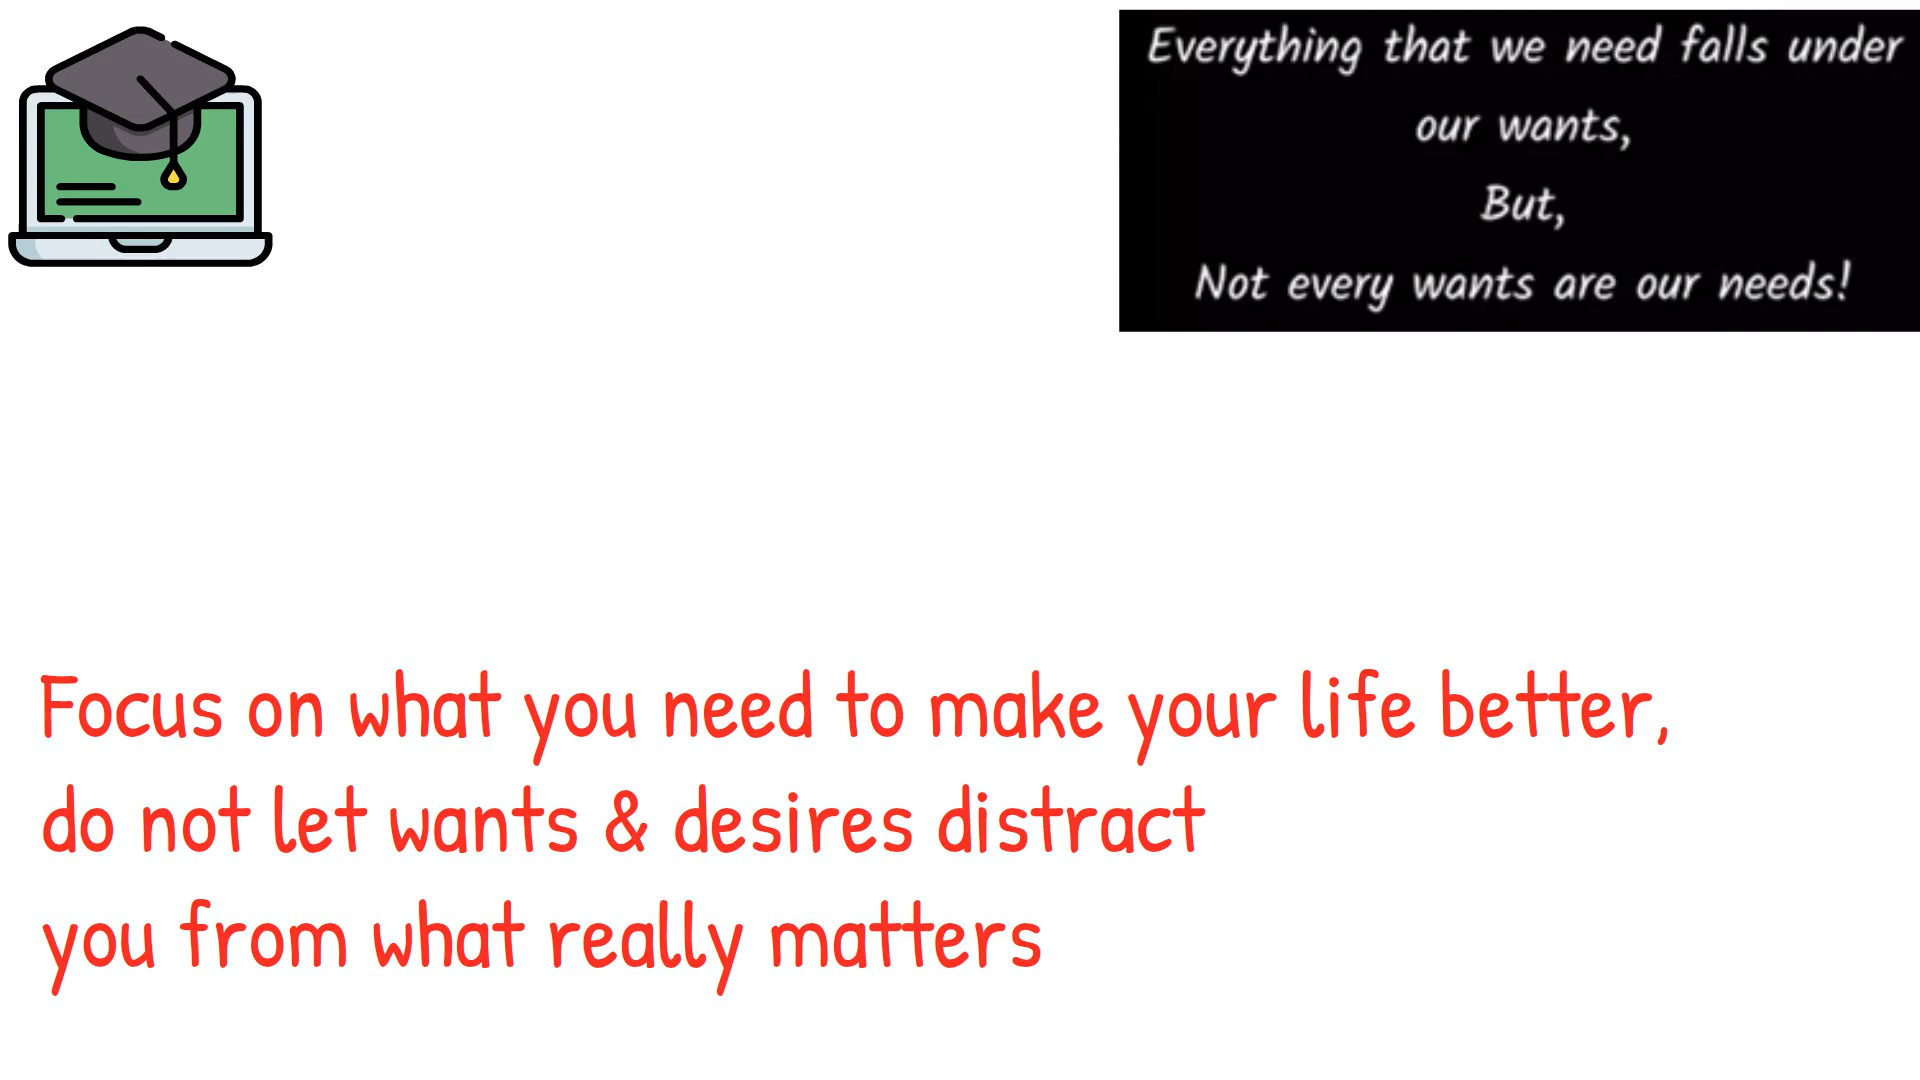 Everything that we need falls under
our wants,
But,
Not every wants are our needs!
Focus on what you need to make your life better,
do not let wants & desires distract
you from what really matters